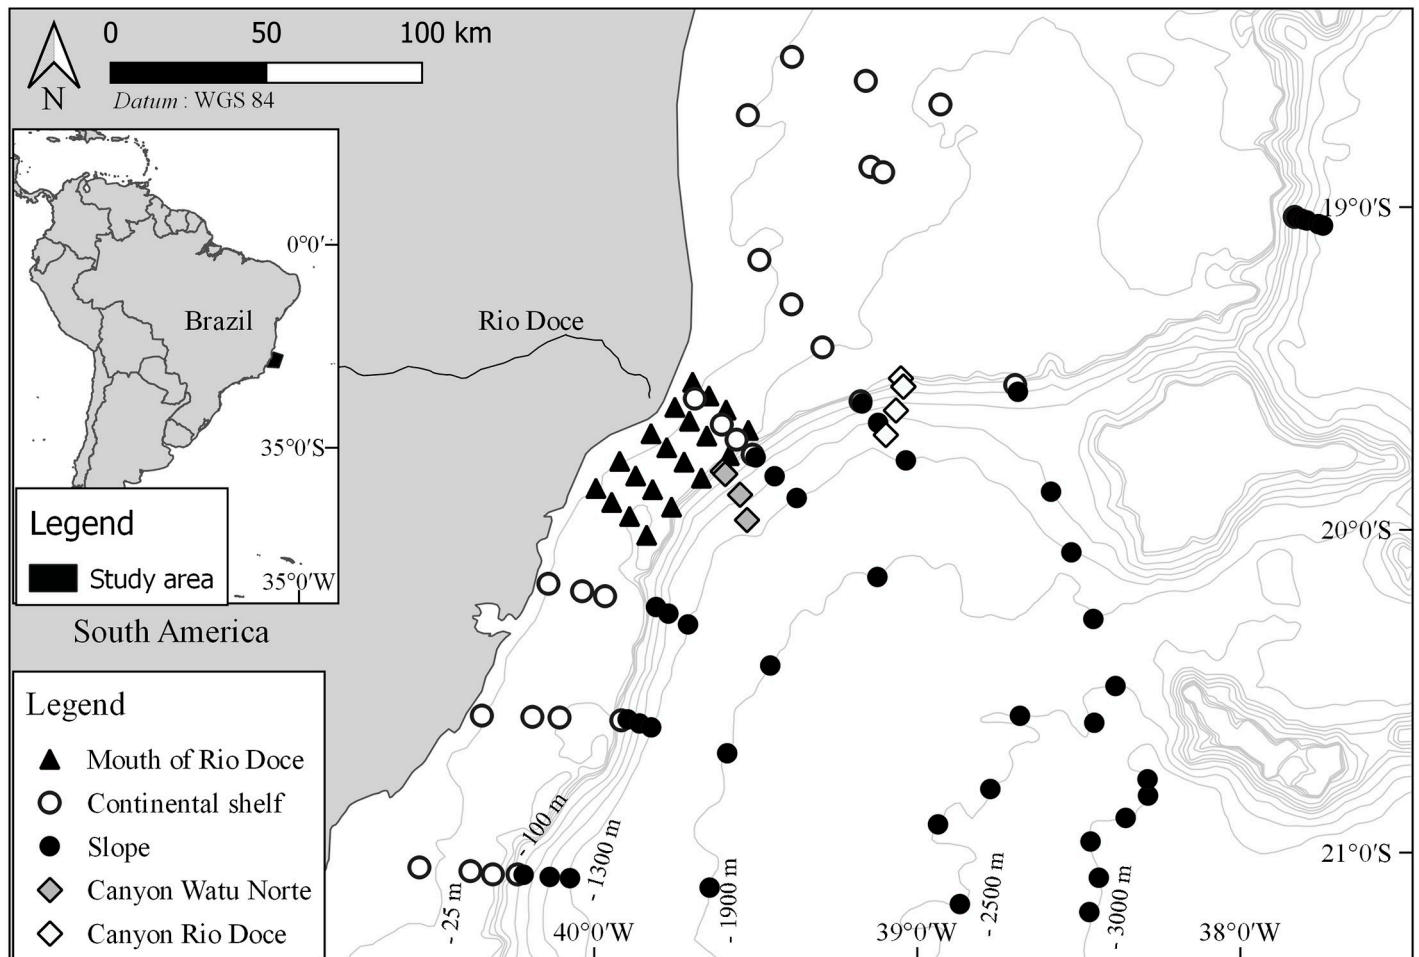 0 50 100 km
N
Datum : WGS 84
19°0′S
0°0′
Brazil
Rio Doce
35°0′S
Legend
Study area
35°0′W
20°0′S
South America
Legend
Mouth of Rio Doce
Continental shelf
Slope
Canyon Watu Norte
Canyon Rio Doce
- 25 m
- 100 m
- 1300 m
- 1900 m
- 2500 m
- 3000 m
21°0′S
40°0′W
39°0′W
38°0′W